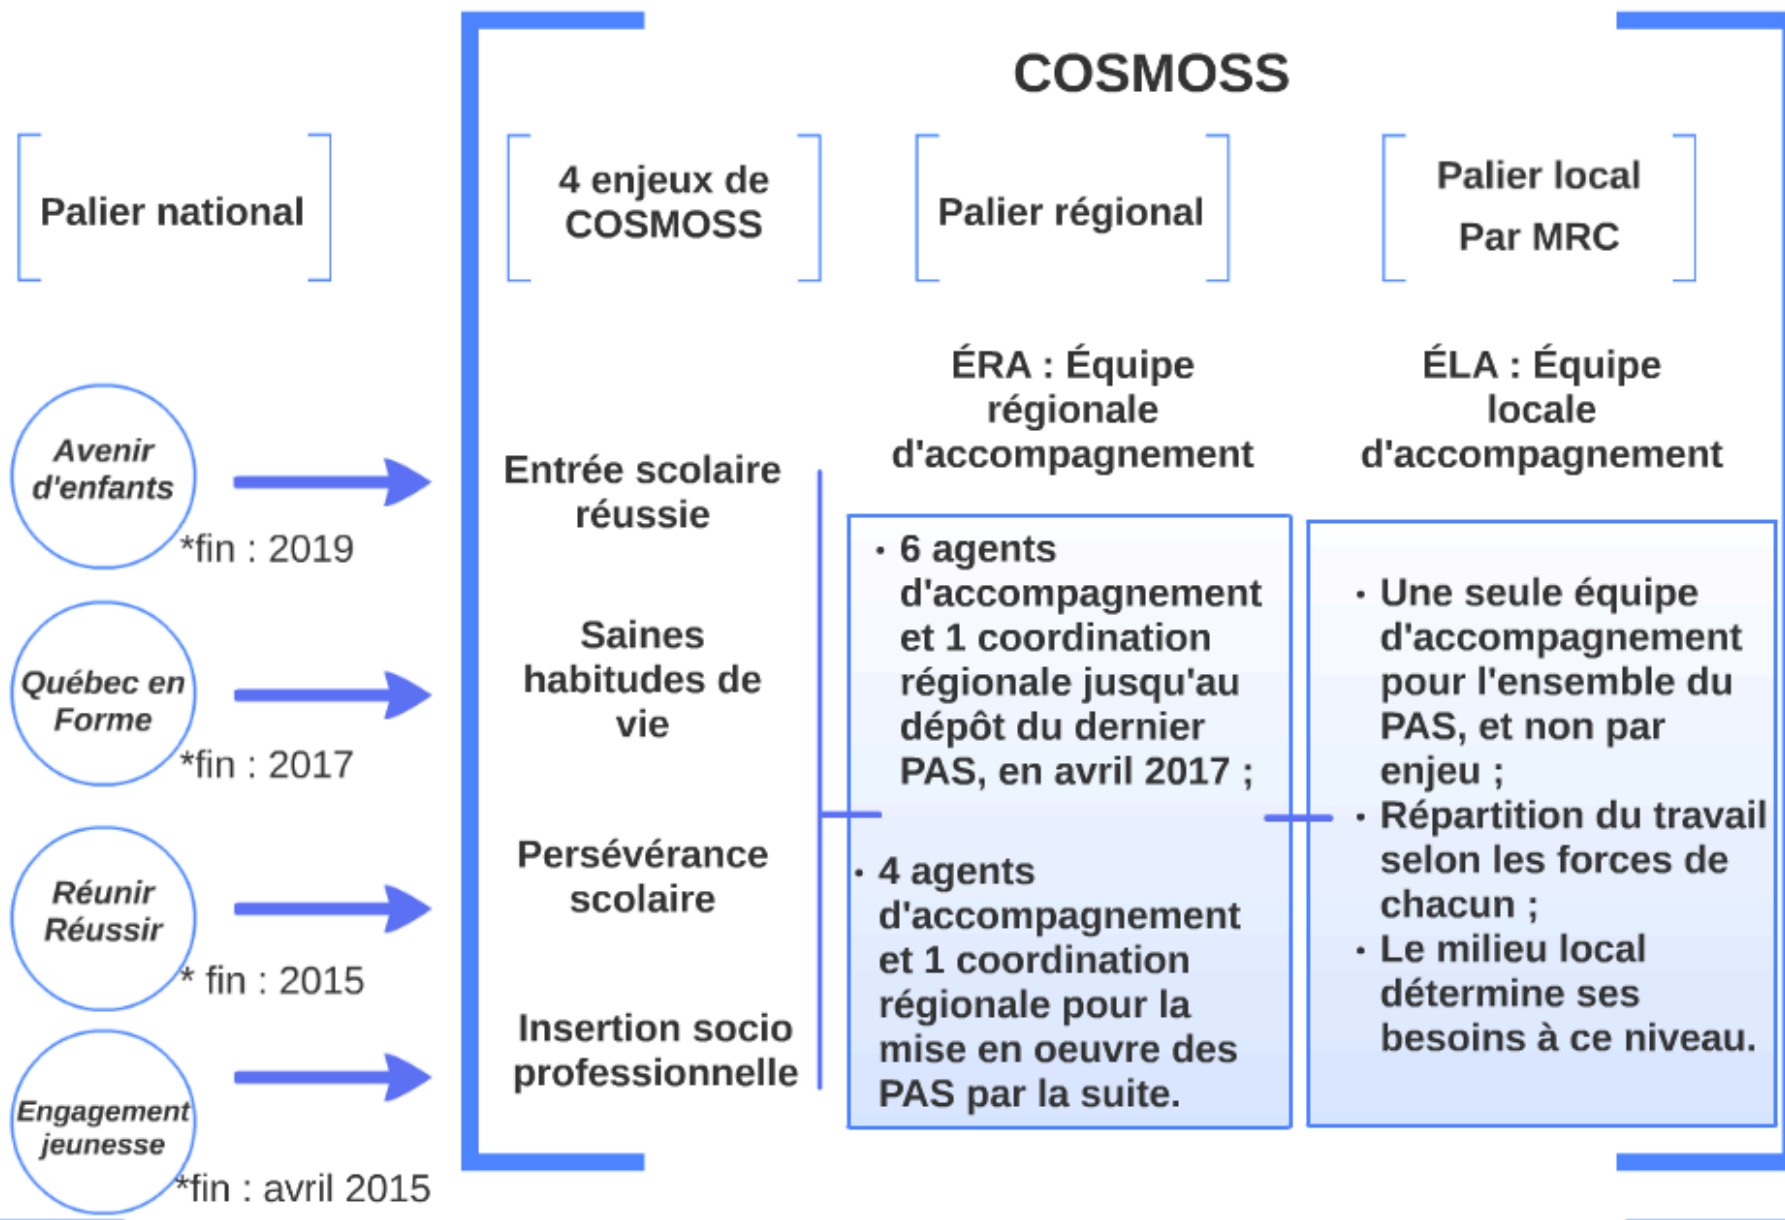 COSMOSS
Palier national
4 enjeux de
COSMOSS
Palier régional
Palier local
Par MRC
Avenir
d'enfants
*fin : 2019
Québec en
Forme
*fin : 2017
Réunir
Réussir
* fin : 2015
Engagement
jeunesse
*fin : avril 2015
Entrée scolaire
réussie
Saines
habitudes de
vie
Persévérance
scolaire
Insertion socio
professionnelle
ÉRA : Équipe
régionale
d'accompagnement
· 6 agents
d'accompagnement
et 1 coordination
régionale jusqu'au
dépôt du dernier
PAS, en avril 2017 ;
· 4 agents
d'accompagnement
et 1 coordination
régionale pour la
mise en oeuvre des
PAS par la suite.
ÉLA : Équipe
locale
d'accompagnement
· Une seule équipe
d'accompagnement
pour l'ensemble du
PAS, et non par
enjeu ;
· Répartition du travail
selon les forces de
chacun ;
· Le milieu local
détermine ses
besoins à ce niveau.